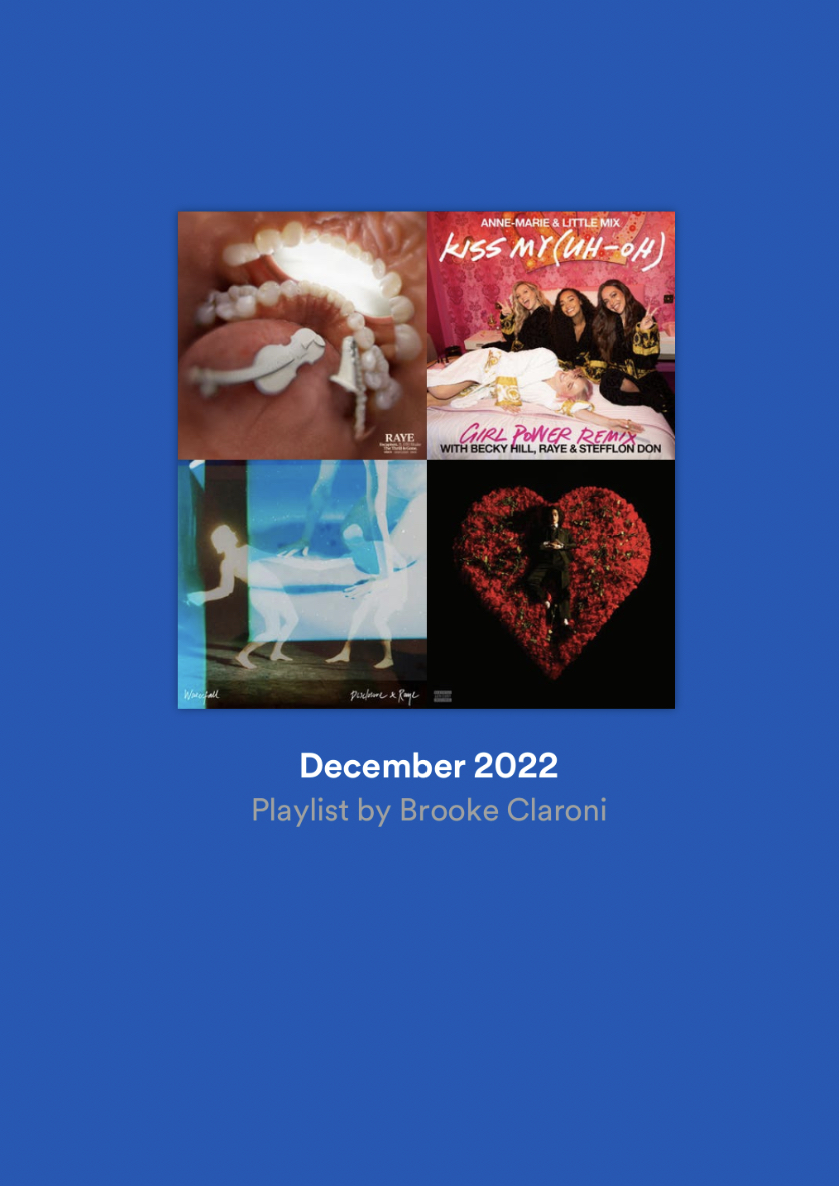 ANNE-MARIE & LITTLE MIX
KISS MY (UH-OH)
GIRL POWER REMIX
WITH BECKY HILL, RAYE & STEFFLON DON
RAYE
Waterfall
Disclosure & Raye
December 2022
Playlist by Brooke Claroni